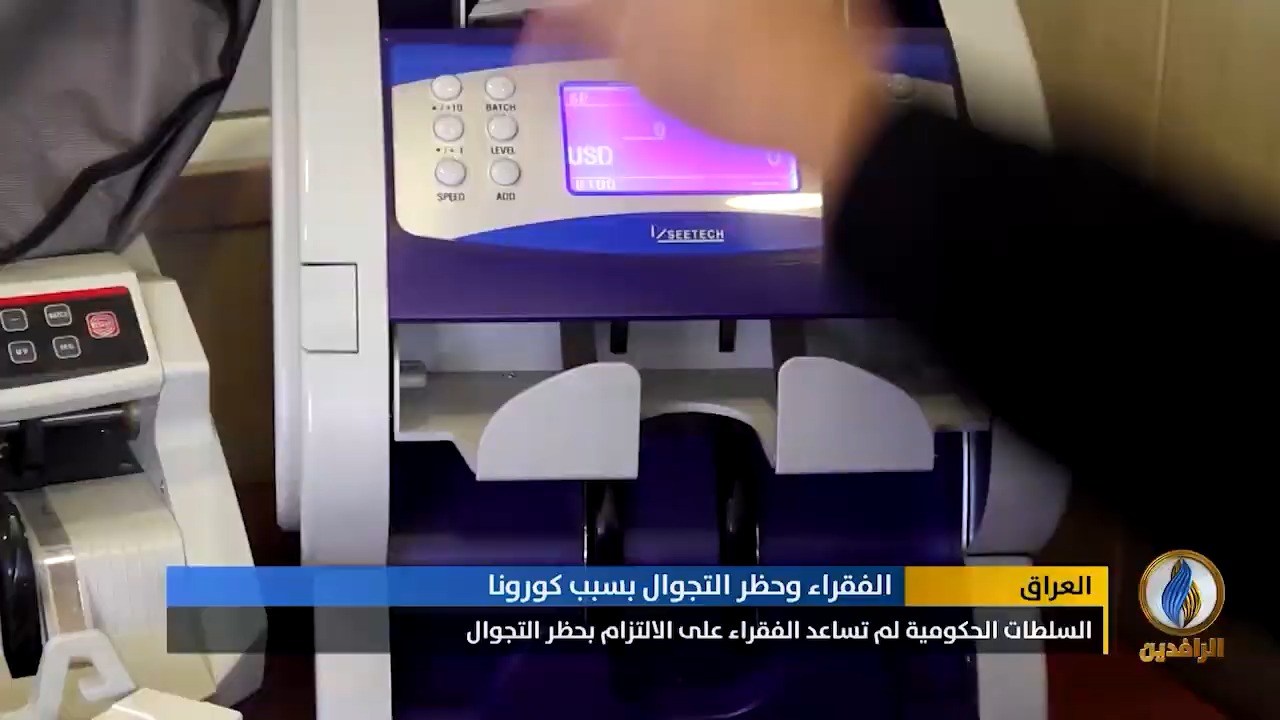 BATCH
LEVEL
SPEED
ADD
USD
SEETECH
العراق
الفقراء وحظر التجوال بسبب كورونا
السلطات الحكومية لم تساعد الفقراء على الالتزام بحظر التجوال
الرافدين